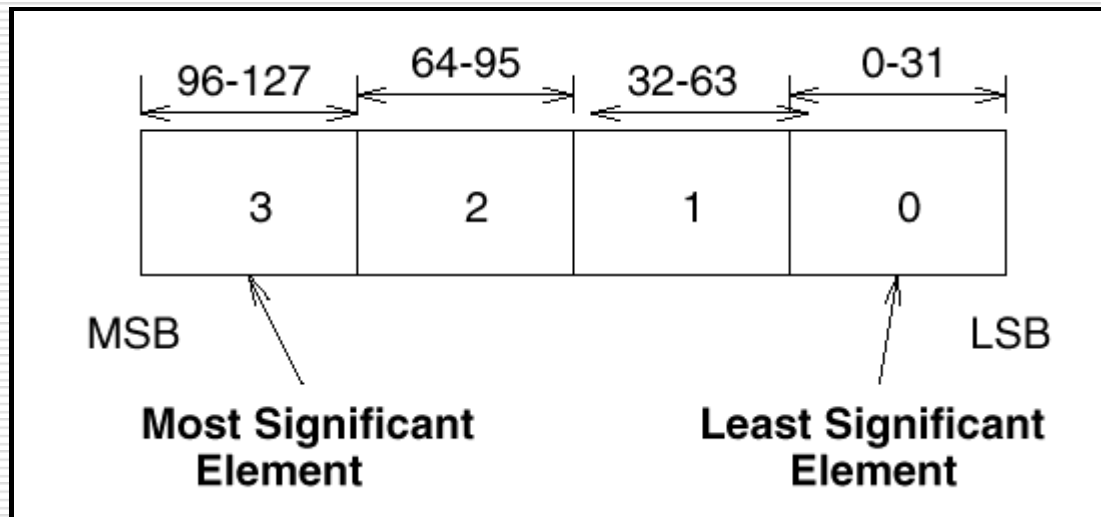 96-127
64-95
32-63
0-31
3
2
1
0
MSB
LSB
Most Significant
Element
Least Significant
Element